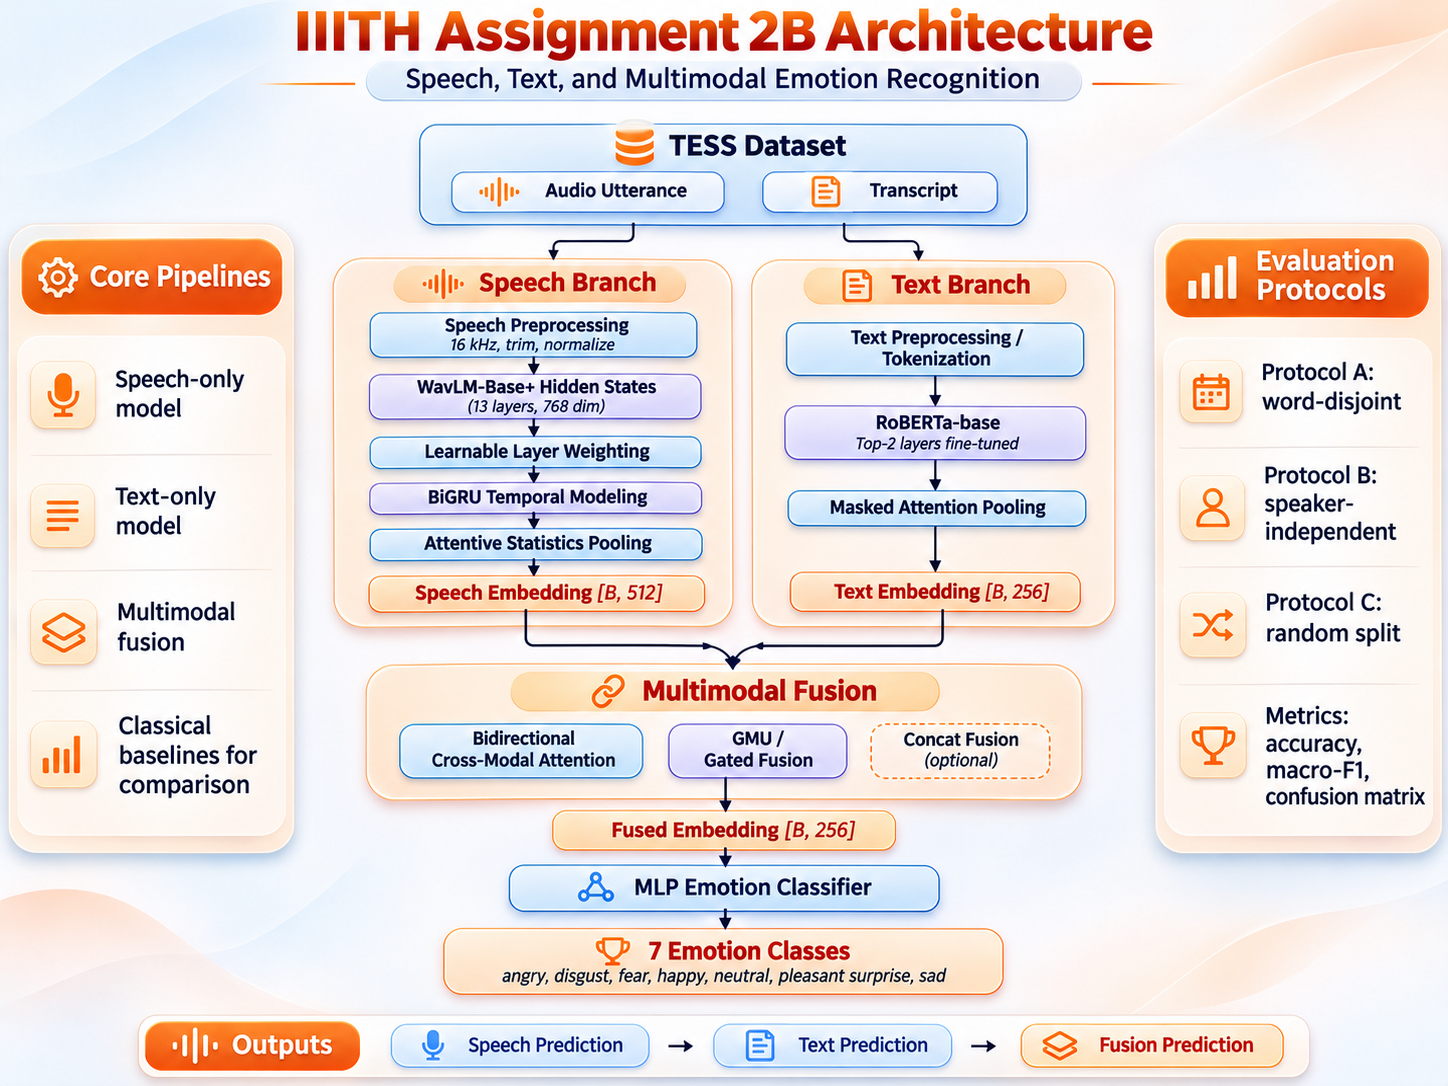 IIITH Assignment 2B Architecture
Speech, Text, and Multimodal Emotion Recognition
TESS Dataset
Audio Utterance
Transcript
Core Pipelines
Speech-only
model
Text-only
model
Multimodal
fusion
Classical
baselines for
comparison
Speech Branch
Speech Preprocessing
16 kHz, trim, normalize
WavLM-Base+ Hidden States
(13 layers, 768 dim)
Learnable Layer Weighting
BiGRU Temporal Modeling
Attentive Statistics Pooling
Speech Embedding [B, 512]
Text Branch
Text Preprocessing /
Tokenization
RoBERTa-base
Top-2 layers fine-tuned
Masked Attention Pooling
Text Embedding [B, 256]
Evaluation
Protocols
Protocol A:
word-disjoint
Protocol B:
speaker-
independent
Protocol C:
random split
Metrics:
accuracy,
macro-F1,
confusion matrix
Multimodal Fusion
Bidirectional
Cross-Modal Attention
GMU /
Gated Fusion
Concat Fusion
(optional)
Fused Embedding [B, 256]
MLP Emotion Classifier
7 Emotion Classes
angry, disgust, fear, happy, neutral, pleasant surprise, sad
Outputs
Speech Prediction
Text Prediction
Fusion Prediction